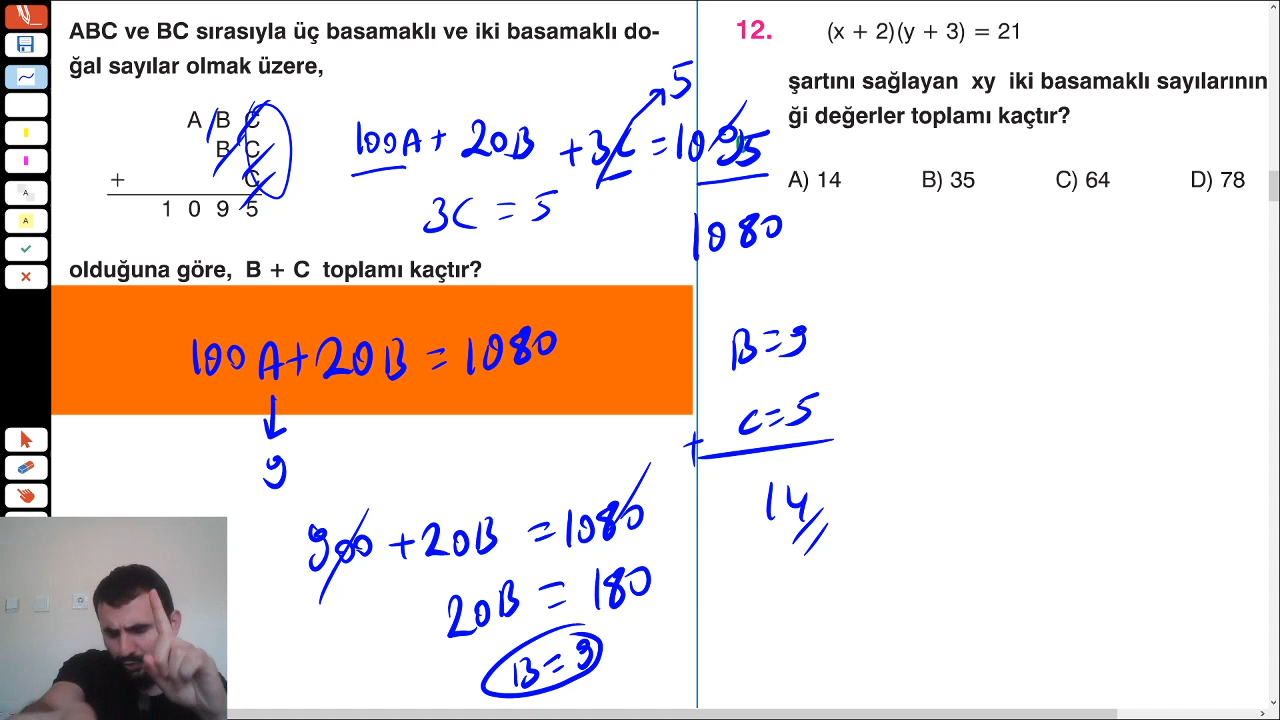 ABC ve BC sırasıyla üç basamaklı ve iki basamaklı do-
ğal sayılar olmak üzere,
A B C
B C
+ C
1 0 9 5
100A + 20B + 3C = 1095
5
3C = 5
1080
olduğuna göre, B + C toplamı kaçtır?
100A + 20B = 1080
9
900 + 20B = 1080
20B = 180
B = 9
B = 9
C = 5
+
14
12. (x + 2)(y + 3) = 21
şartını sağlayan xy iki basamaklı sayılarının
ği değerler toplamı kaçtır?
A) 14 B) 35 C) 64 D) 78